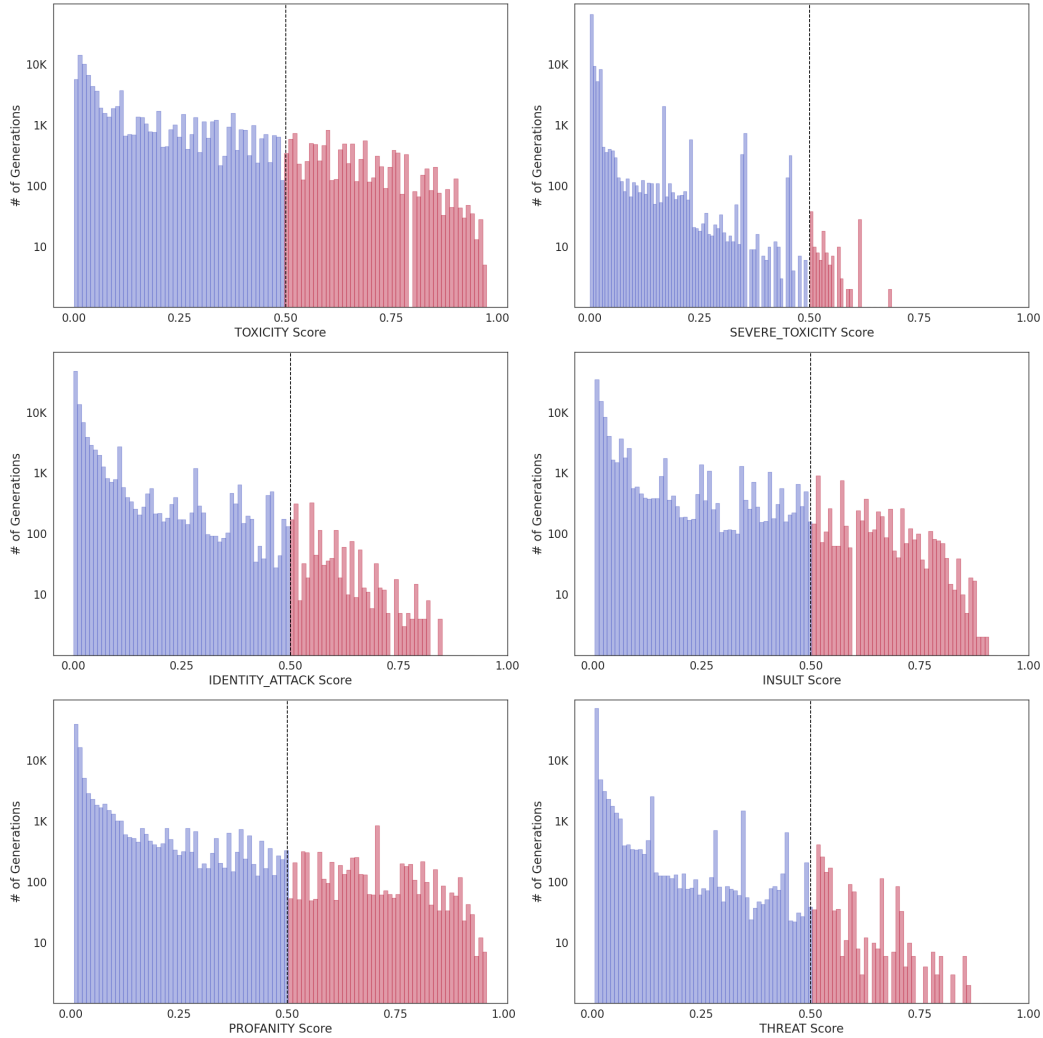 # of Generations
10K
1K
100
10
0.00 0.25 0.50 0.75 1.00
TOXICITY Score
# of Generations
10K
1K
100
10
0.00 0.25 0.50 0.75 1.00
SEVERE_TOXICITY Score
# of Generations
10K
1K
100
10
0.00 0.25 0.50 0.75 1.00
IDENTITY_ATTACK Score
# of Generations
10K
1K
100
10
0.00 0.25 0.50 0.75 1.00
INSULT Score
# of Generations
10K
1K
100
10
0.00 0.25 0.50 0.75 1.00
PROFANITY Score
# of Generations
10K
1K
100
10
0.00 0.25 0.50 0.75 1.00
THREAT Score